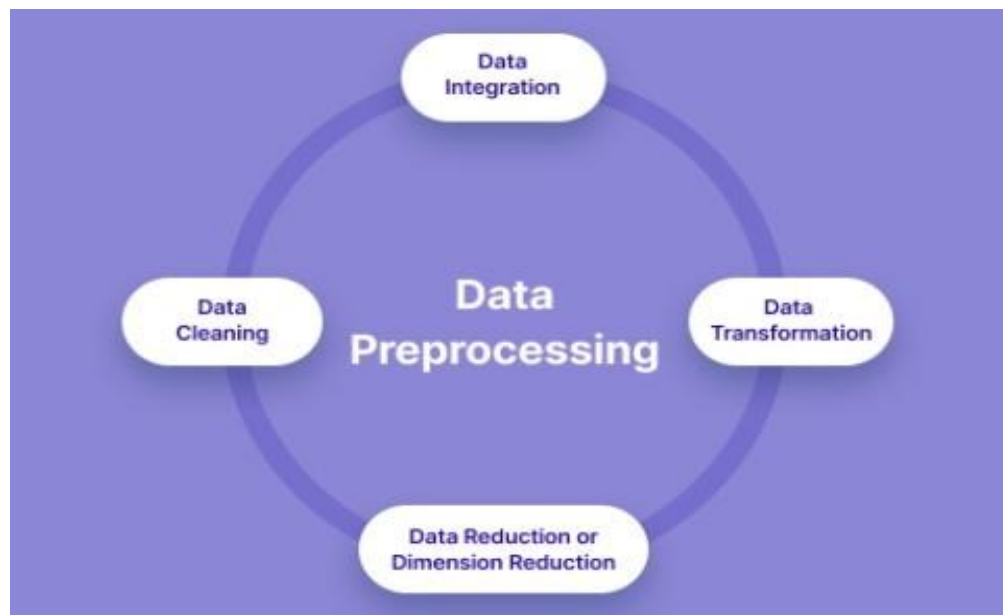 Data
Integration
Data
Cleaning
Data
Preprocessing
Data
Transformation
Data Reduction or
Dimension Reduction